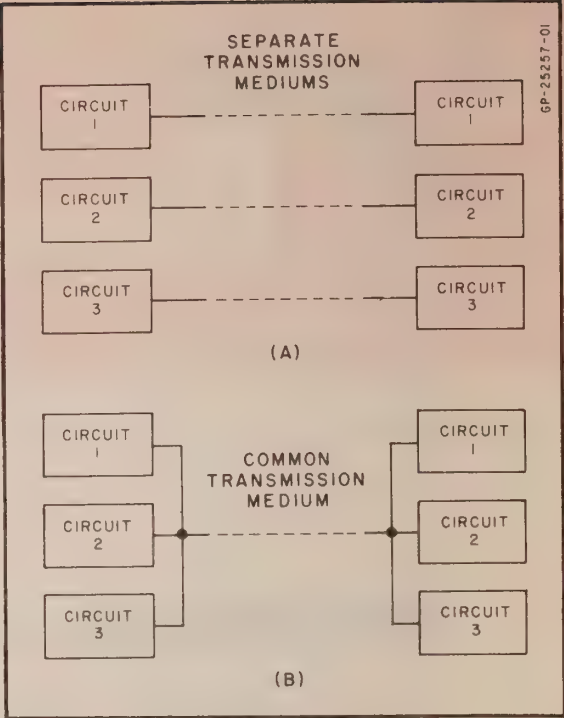 SEPARATE
TRANSMISSION
MEDIUMS
GP-25257-01
CIRCUIT
1
CIRCUIT
1
CIRCUIT
2
CIRCUIT
2
CIRCUIT
3
CIRCUIT
3
(A)
CIRCUIT
1
CIRCUIT
1
COMMON
TRANSMISSION
MEDIUM
CIRCUIT
2
CIRCUIT
2
CIRCUIT
3
CIRCUIT
3
(B)